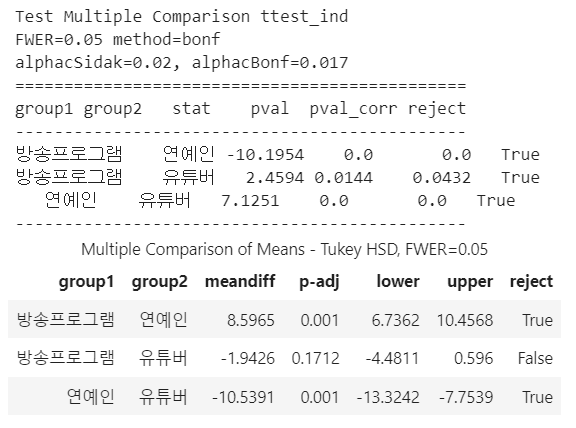 Test Multiple Comparison ttest_ind
FWER=0.05 method=bonf
alphacSidak=0.02, alphacBonf=0.017
=============================================
group1 group2 stat pval pval_corr reject
---------------------------------------------
방송프로그램 연예인 -10.1954 0.0 0.0 True
방송프로그램 유튜버 2.4594 0.0144 0.0432 True
연예인 유튜버 7.1251 0.0 0.0 True
---------------------------------------------
Multiple Comparison of Means - Tukey HSD, FWER=0.05
group1 group2 meandiff p-adj lower upper reject
방송프로그램 연예인 8.5965 0.001 6.7362 10.4568 True
방송프로그램 유튜버 -1.9426 0.1712 -4.4811 0.596 False
연예인 유튜버 -10.5391 0.001 -13.3242 -7.7539 True